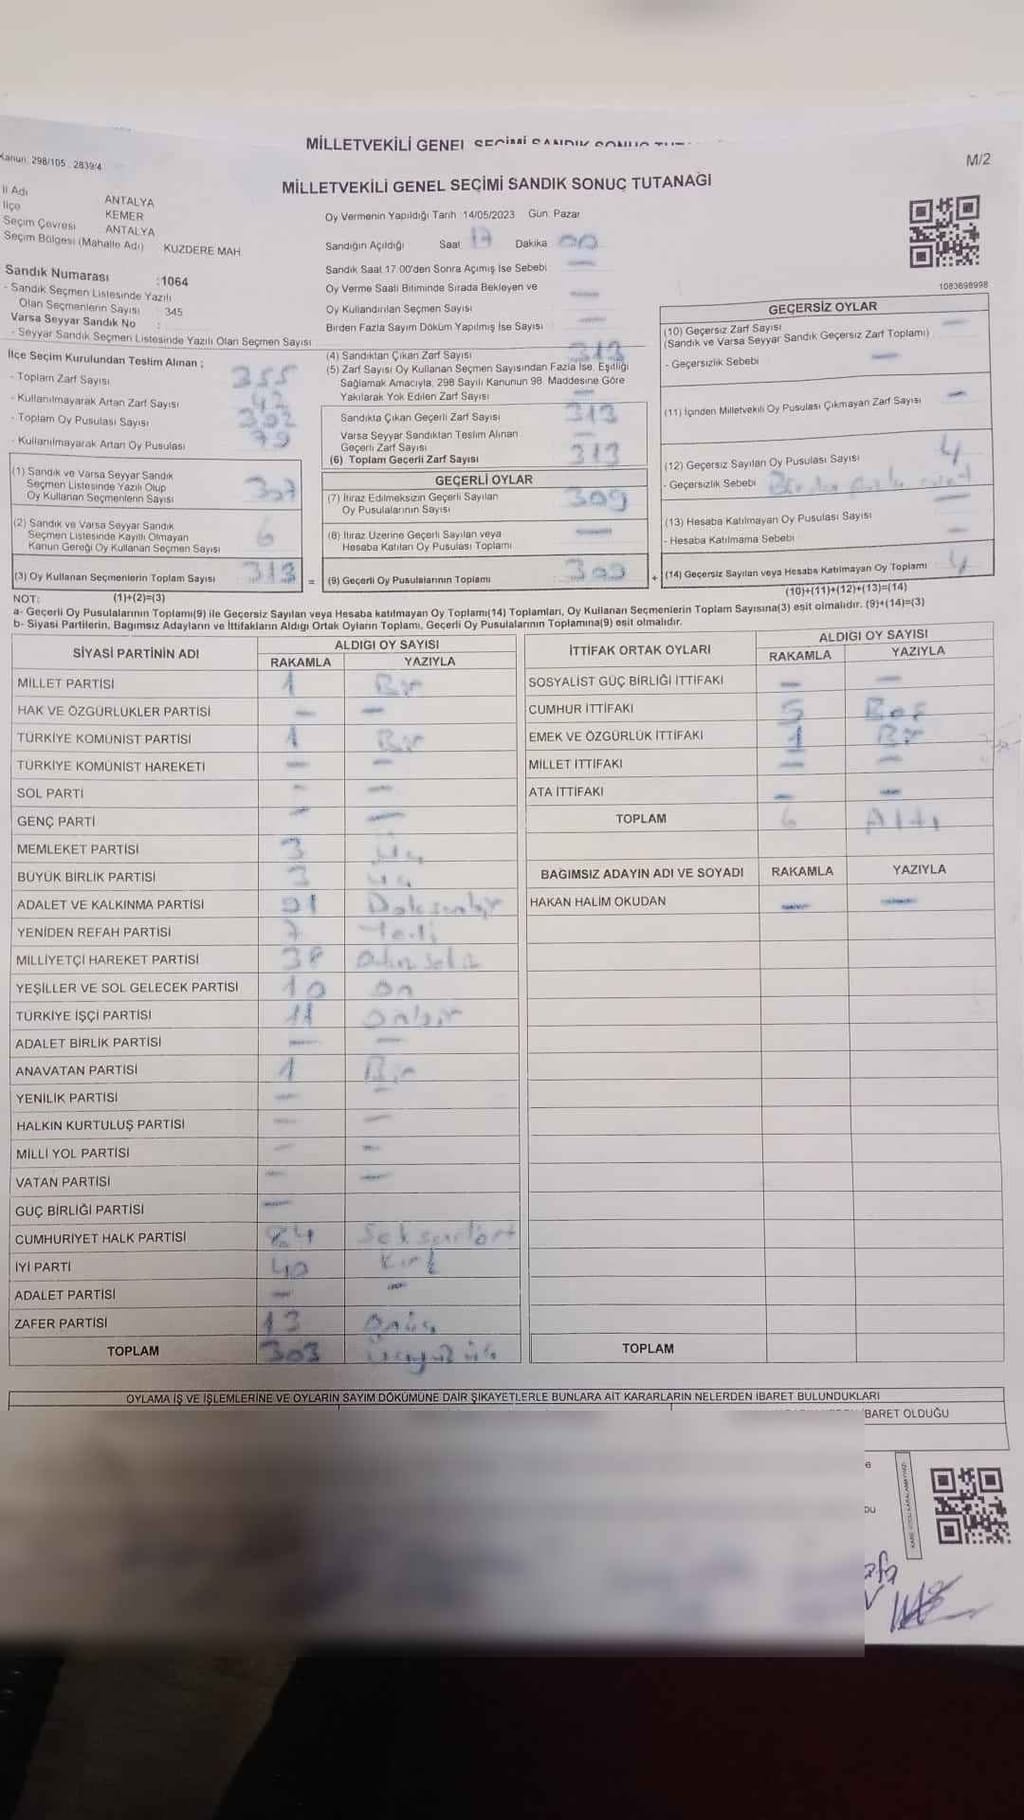 MİLLETVEKİLİ GENEL SEÇİMİ SANDIK SONUÇ
Kanun: 298/105 2839/4
M/2
MİLLETVEKİLİ GENEL SEÇİMİ SANDIK SONUÇ TUTANAĞI
İl Adı ANTALYA
İlçe KEMER
Seçim Çevresi ANTALYA
Seçim Bölgesi (Mahalle Adı) KUZDERE MAH.
Sandık Numarası :1064
- Sandık Seçmen Listesinde Yazılı
Olan Seçmenlerin Sayısı : 345
Varsa Seyyar Sandık No :
- Seyyar Sandık Seçmen Listesinde Yazılı Olan Seçmen Sayısı
Oy Vermenin Yapıldığı Tarih 14/05/2023 Gün: Pazar
Sandığın Açıldığı Saat 17 Dakika 00
Sandık Saat 17.00'den Sonra Açımış İse Sebebi —
Oy Verme Saati Bitiminde Sırada Bekleyen ve
Oy Kullandırılan Seçmen Sayısı —
Birden Fazla Sayım Döküm Yapılmış İse Sayısı —
1083698998
İlçe Seçim Kurulundan Teslim Alınan ;
- Toplam Zarf Sayısı 355
- Kullanılmayarak Artan Zarf Sayısı 42
- Toplam Oy Pusulası Sayısı
- Kullanılmayarak Artan Oy Pusulası 79
(1) Sandık ve Varsa Seyyar Sandık
Seçmen Listesinde Yazılı Olup
Oy Kullanan Seçmenlerin Sayısı 307
(2) Sandık ve Varsa Seyyar Sandık
Seçmen Listesinde Kayıtlı Olmayan
Kanun Gereği Oy Kullanan Seçmen Sayısı 6
(3) Oy Kullanan Seçmenlerin Toplam Sayısı 313 =
(4) Sandıktan Çıkan Zarf Sayısı 313
(5) Zarf Sayısı Oy Kullanan Seçmen Sayısından Fazla İse, Eşitliği
Sağlamak Amacıyla, 298 Sayılı Kanunun 98. Maddesine Göre
Yakılarak Yok Edilen Zarf Sayısı —
Sandıkta Çıkan Geçerli Zarf Sayısı 313
Varsa Seyyar Sandıktan Teslim Alınan
Geçerli Zarf Sayısı —
(6) Toplam Geçerli Zarf Sayısı 313
GEÇERLİ OYLAR
(7) İtiraz Edilmeksizin Geçerli Sayılan
Oy Pusulalarının Sayısı 309
(8) İtiraz Üzerine Geçerli Sayılan veya
Hesaba Katılan Oy Pusulası Toplamı —
(9) Geçerli Oy Pusulalarının Toplamı 309 +
GEÇERSİZ OYLAR
(10) Geçersiz Zarf Sayısı —
(Sandık ve Varsa Seyyar Sandık Geçersiz Zarf Toplamı)
- Geçersizlik Sebebi —
(11) İçinden Milletvekili Oy Pusulası Çıkmayan Zarf Sayısı —
(12) Geçersiz Sayılan Oy Pusulası Sayısı 4
- Geçersizlik Sebebi Birden fazla
(13) Hesaba Katılmayan Oy Pusulası Sayısı —
- Hesaba Katılmama Sebebi —
(14) Geçersiz Sayılan veya Hesaba Katılmayan Oy Toplamı 4
NOT: (1)+(2)=(3) (10)+(11)+(12)+(13)=(14)
a- Geçerli Oy Pusulalarının Toplamı(9) ile Geçersiz Sayılan veya Hesaba katılmayan Oy Toplamı(14) Toplamları, Oy Kullanan Seçmenlerin Toplam Sayısına(3) eşit olmalıdır. (9)+(14)=(3)
b- Siyasi Partilerin, Bağımsız Adayların ve İttifakların Aldığı Ortak Oyların Toplamı, Geçerli Oy Pusulalarının Toplamına(9) eşit olmalıdır.
SİYASİ PARTİNİN ADI ALDIĞI OY SAYISI
RAKAMLA YAZIYLA
MİLLET PARTİSİ 1 Bir
HAK VE ÖZGÜRLÜKLER PARTİSİ — —
TÜRKİYE KOMÜNİST PARTİSİ 1 Bir
TÜRKİYE KOMÜNİST HAREKETİ — —
SOL PARTİ — —
GENÇ PARTİ — —
MEMLEKET PARTİSİ 3 Üç
BÜYÜK BİRLİK PARTİSİ 3 Üç
ADALET VE KALKINMA PARTİSİ 91 Doksanbir
YENİDEN REFAH PARTİSİ 7 Yedi
MİLLİYETÇİ HAREKET PARTİSİ 38
YEŞİLLER VE SOL GELECEK PARTİSİ 10 On
TÜRKİYE İŞÇİ PARTİSİ 11 Onbir
ADALET BİRLİK PARTİSİ — —
ANAVATAN PARTİSİ 1 Bir
YENİLİK PARTİSİ — —
HALKIN KURTULUŞ PARTİSİ — —
MİLLİ YOL PARTİSİ — —
VATAN PARTİSİ — —
GÜÇ BİRLİĞİ PARTİSİ —
CUMHURİYET HALK PARTİSİ 84 Seksendört
İYİ PARTİ 40 Kırk
ADALET PARTİSİ — —
ZAFER PARTİSİ 13 Onüç
TOPLAM 303 Üçyüzüç
İTTİFAK ORTAK OYLARI ALDIĞI OY SAYISI
RAKAMLA YAZIYLA
SOSYALİST GÜÇ BİRLİĞİ İTTİFAKI — —
CUMHUR İTTİFAKI 5 Beş
EMEK VE ÖZGÜRLÜK İTTİFAKI 1 Bir
MİLLET İTTİFAKI — —
ATA İTTİFAKI — —
TOPLAM 6 Altı
BAĞIMSIZ ADAYIN ADI VE SOYADI RAKAMLA YAZIYLA
HAKAN HALİM OKUDAN — —
TOPLAM
OYLAMA İŞ VE İŞLEMLERİNE VE OYLARIN SAYIM DÖKÜMÜNE DAİR ŞİKAYETLERLE BUNLARA AİT KARARLARIN NELERDEN İBARET BULUNDUKLARI
BARET OLDUĞU